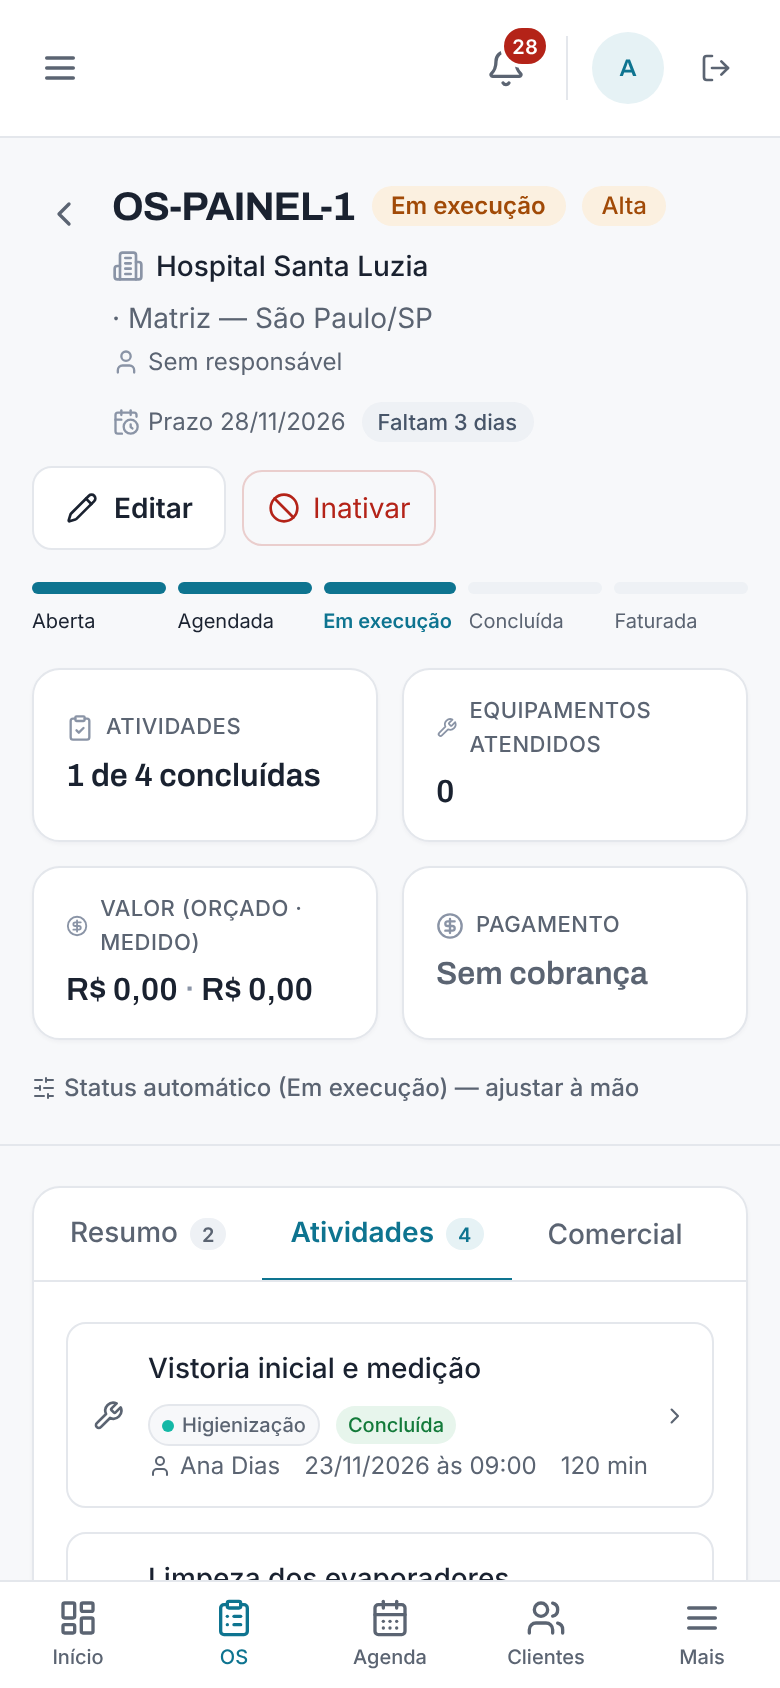 28
A
OS-PAINEL-1 Em execução Alta
Hospital Santa Luzia
· Matriz — São Paulo/SP
Sem responsável
Prazo 28/11/2026 Faltam 3 dias
Editar Inativar
Aberta Agendada Em execução Concluída Faturada
ATIVIDADES
1 de 4 concluídas
EQUIPAMENTOS
ATENDIDOS
0
VALOR (ORÇADO ·
MEDIDO)
R$ 0,00 · R$ 0,00
PAGAMENTO
Sem cobrança
Status automático (Em execução) — ajustar à mão
Resumo 2 Atividades 4 Comercial
Vistoria inicial e medição
Higienização Concluída
Ana Dias 23/11/2026 às 09:00 120 min
Limpeza dos evaporadores
Início OS Agenda Clientes Mais